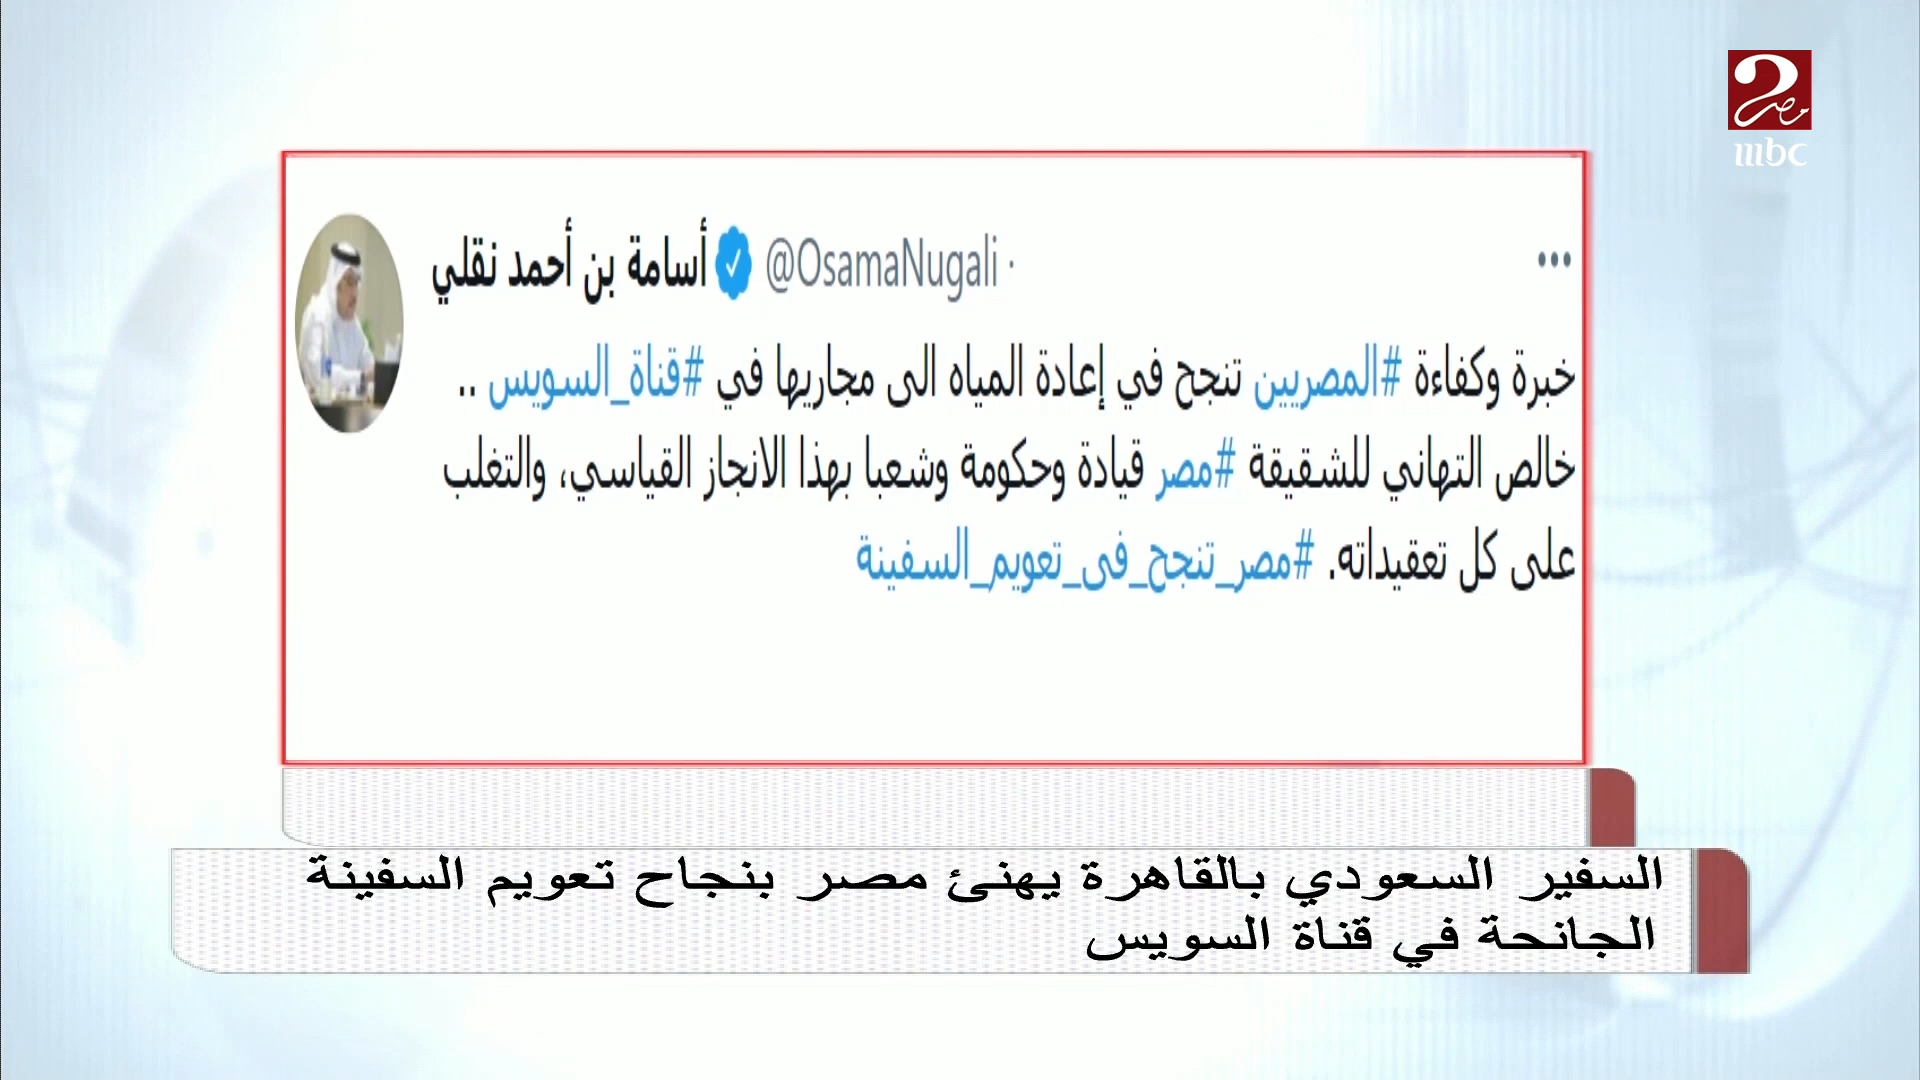 مصر
mbc
أسامة بن أحمد نقلي @OsamaNugali ·
خبرة وكفاءة #المصريين تنجح في إعادة المياه الى مجاريها في #قناة_السويس ..
خالص التهاني للشقيقة #مصر قيادة وحكومة وشعبا بهذا الانجاز القياسي، والتغلب
على كل تعقيداته. #مصر_تنجح_فى_تعويم_السفينة
السفير السعودي بالقاهرة يهنئ مصر بنجاح تعويم السفينة
الجانحة في قناة السويس